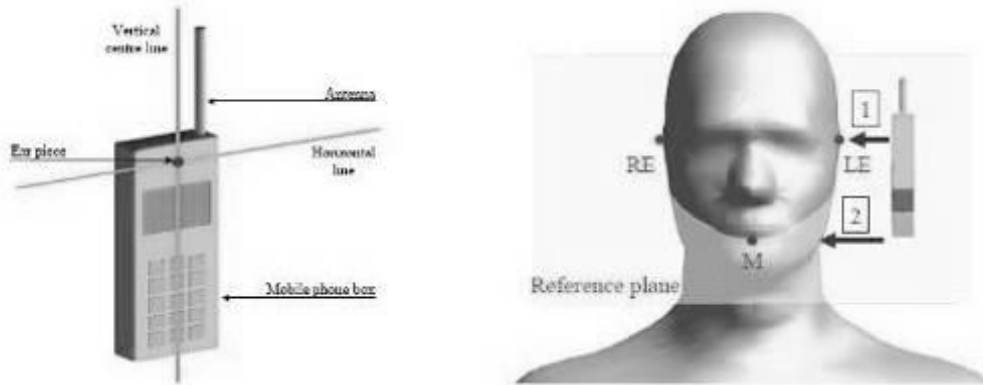 Vertical
centre line
Antenna
Ear piece
Horizontal
line
Mobile phone box
1
RE
LE
2
M
Reference plane